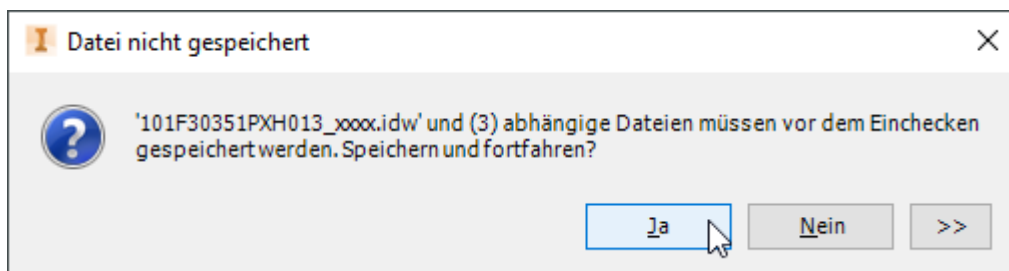 Datei nicht gespeichert
'101F30351PXH013_xxxx.idw' und (3) abhängige Dateien müssen vor dem Einchecken
gespeichert werden. Speichern und fortfahren?
Ja
Nein
>>